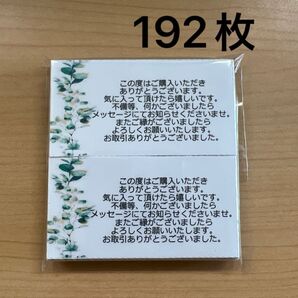 192枚
この度はご購入いただき
ありがとうございます。
気に入って頂けたら嬉しいです。
不備等、何かございましたら
メッセージにてお知らせくださいませ。
またご縁がございましたら
よろしくお願いいたします。
お取引ありがとうございました。
この度はご購入いただき
ありがとうございます。
気に入って頂けたら嬉しいです。
不備等、何かございましたら
メッセージにてお知らせくださいませ。
またご縁がございましたら
よろしくお願いいたします。
お取引ありがとうございました。